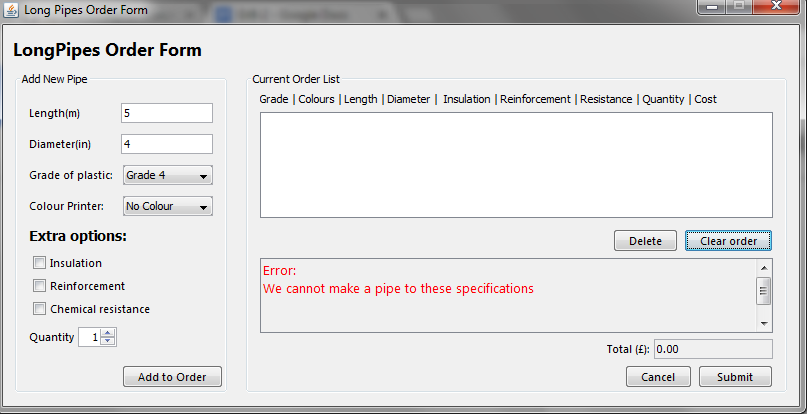 Long Pipes Order Form
LongPipes Order Form
Add New Pipe
Length(m) 5
Diameter(in) 4
Grade of plastic: Grade 4
Colour Printer: No Colour
Extra options:
Insulation
Reinforcement
Chemical resistance
Quantity 1
Add to Order
Current Order List
Grade | Colours | Length | Diameter | Insulation | Reinforcement | Resistance | Quantity | Cost
Delete Clear order
Error:
We cannot make a pipe to these specifications
Total (£): 0.00
Cancel Submit